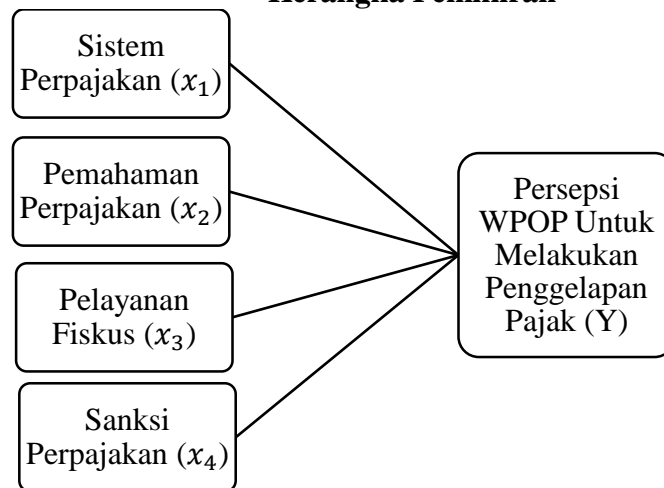 Kerangka Pemikiran
Sistem
Perpajakan (𝑥1)
Pemahaman
Perpajakan (𝑥2)
Pelayanan
Fiskus (𝑥3)
Sanksi
Perpajakan (𝑥4)
Persepsi
WPOP Untuk
Melakukan
Penggelapan
Pajak (Y)